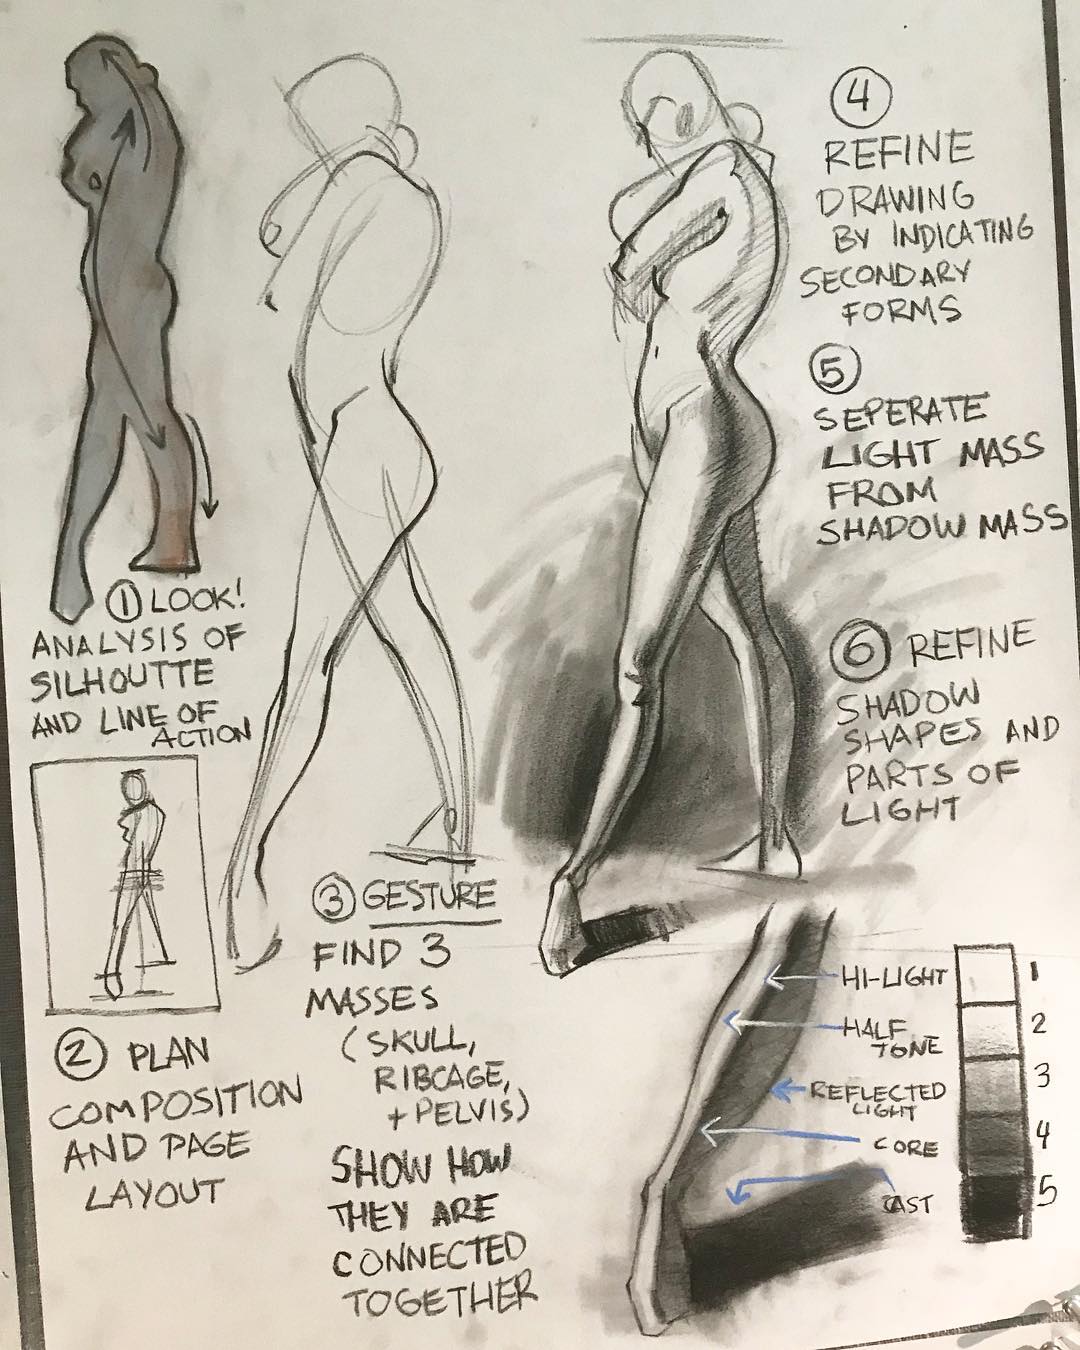 ① LOOK!
ANALYSIS OF
SILHOUTTE
AND LINE OF
ACTION
② PLAN
COMPOSITION
AND PAGE
LAYOUT
③ GESTURE
FIND 3
MASSES
(SKULL,
RIBCAGE,
+ PELVIS)
SHOW HOW
THEY ARE
CONNECTED
TOGETHER
④
REFINE
DRAWING
BY INDICATING
SECONDARY
FORMS
⑤
SEPERATE
LIGHT MASS
FROM
SHADOW MASS
⑥ REFINE
SHADOW
SHAPES AND
PARTS OF
LIGHT
HI-LIGHT
HALF
TONE
REFLECTED
LIGHT
CORE
CAST
1
2
3
4
5